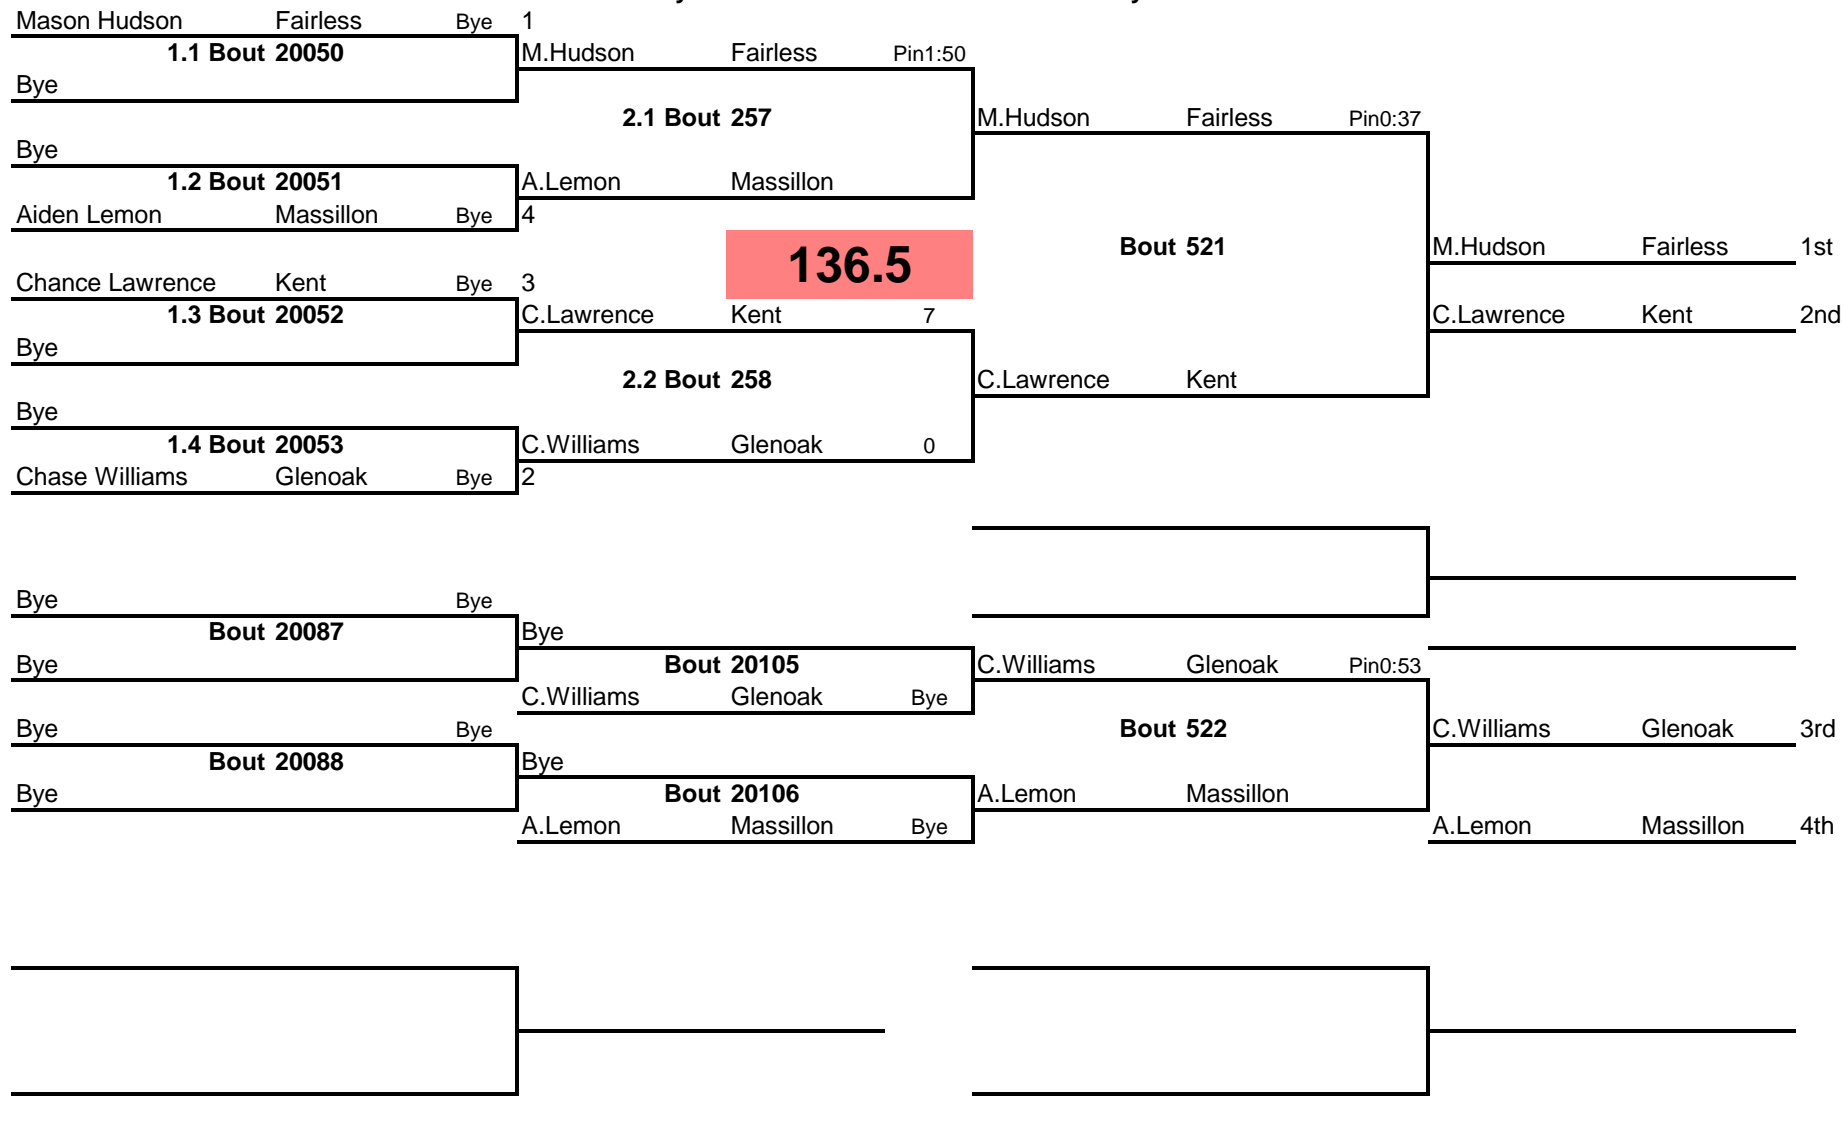 Mason Hudson Fairless Bye 1
1.1 Bout 20050 M.Hudson Fairless Pin1:50
Bye
2.1 Bout 257 M.Hudson Fairless Pin0:37
Bye
1.2 Bout 20051 A.Lemon Massillon
Aiden Lemon Massillon Bye 4
136.5 Bout 521 M.Hudson Fairless 1st
Chance Lawrence Kent Bye 3
1.3 Bout 20052 C.Lawrence Kent 7 C.Lawrence Kent 2nd
Bye
2.2 Bout 258 C.Lawrence Kent
Bye
1.4 Bout 20053 C.Williams Glenoak 0
Chase Williams Glenoak Bye 2
Bye Bye
Bout 20087 Bye
Bye Bout 20105 C.Williams Glenoak Pin0:53
C.Williams Glenoak Bye
Bye Bye Bout 522 C.Williams Glenoak 3rd
Bout 20088 Bye
Bye Bout 20106 A.Lemon Massillon
A.Lemon Massillon Bye A.Lemon Massillon 4th